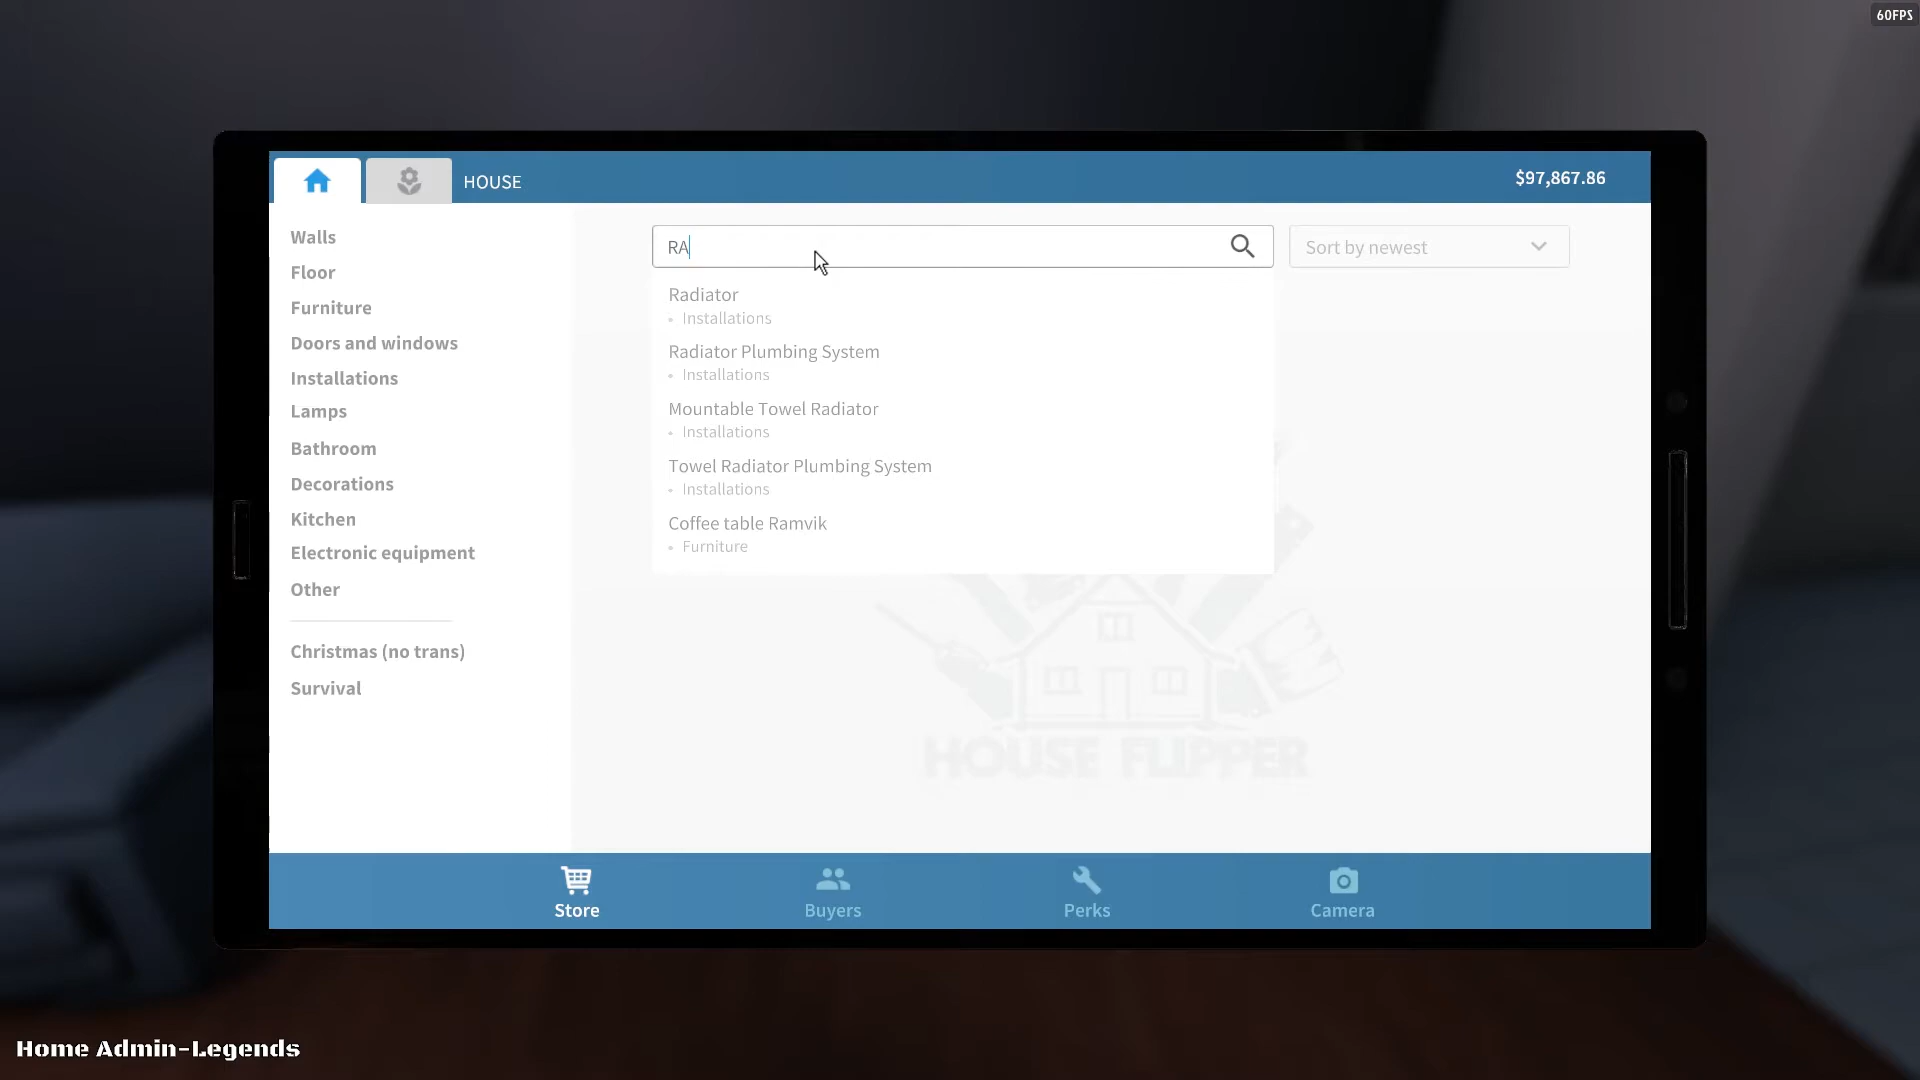 60FPS
HOUSE
$97,867.86
Walls
Floor
Furniture
Doors and windows
Installations
Lamps
Bathroom
Decorations
Kitchen
Electronic equipment
Other
Christmas (no trans)
Survival
RA
Sort by newest
Radiator
• Installations
Radiator Plumbing System
• Installations
Mountable Towel Radiator
• Installations
Towel Radiator Plumbing System
• Installations
Coffee table Ramvik
• Furniture
HOUSE FLIPPER
Store
Buyers
Perks
Camera
Home Admin-Legends